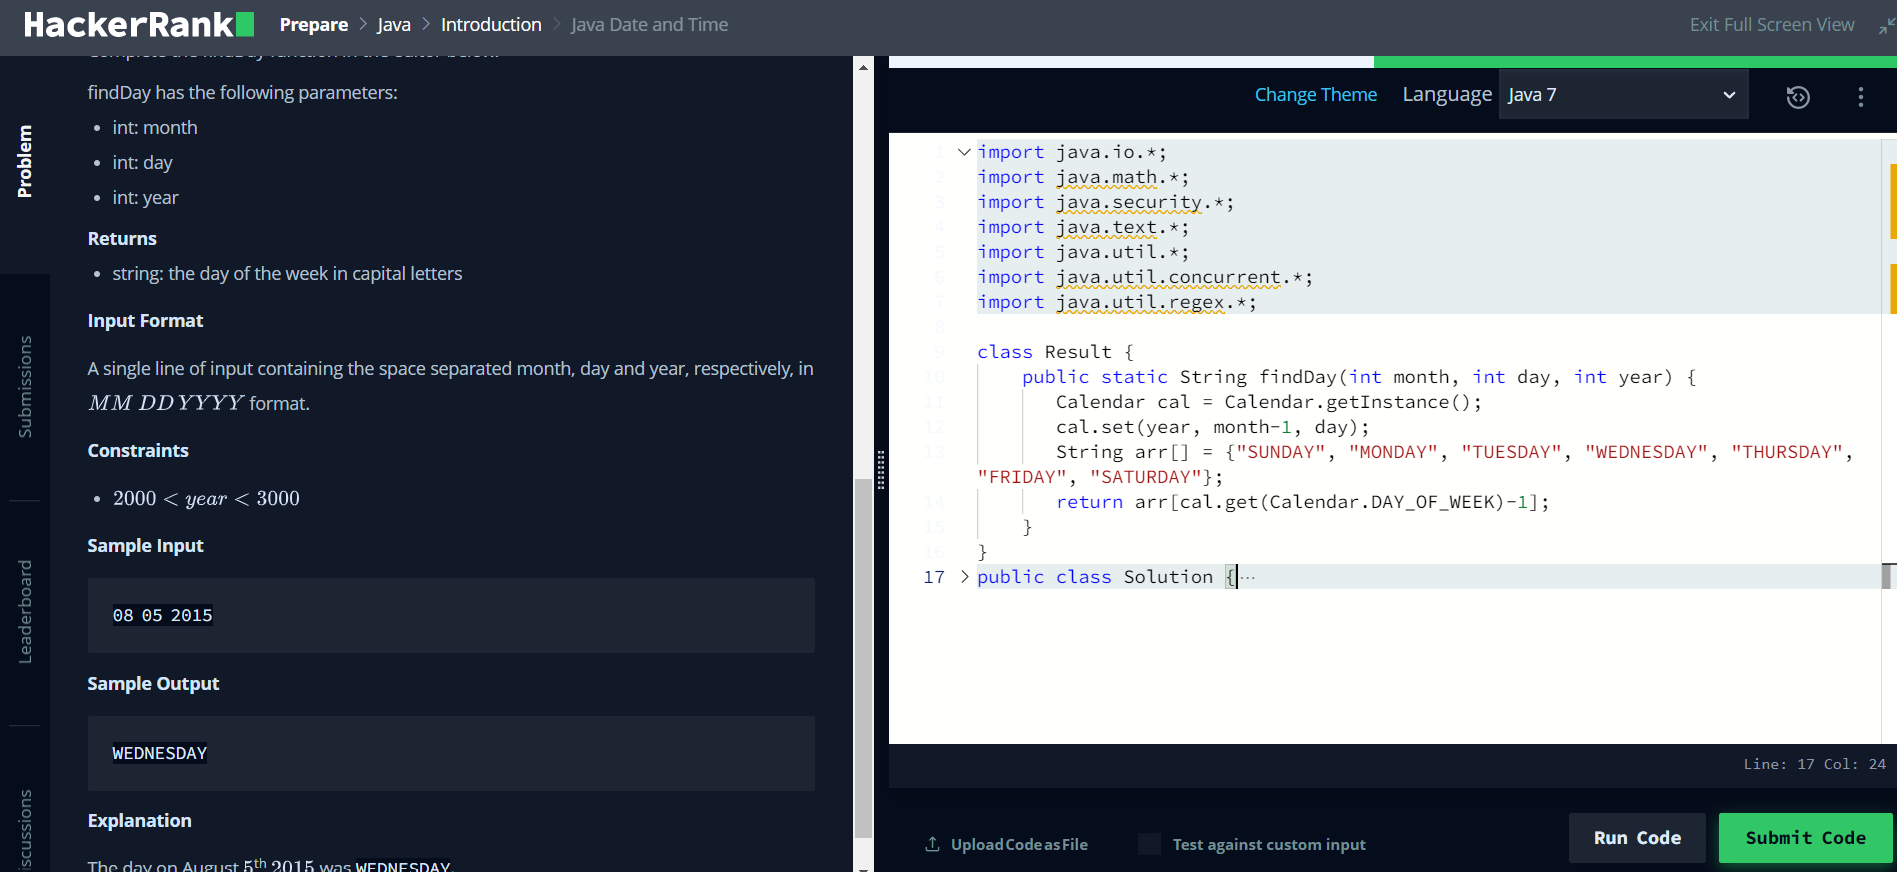 HackerRank Prepare > Java > Introduction > Java Date and Time Exit Full Screen View
Problem
Submissions
Leaderboard
Complete the findDay function in the editor below.
findDay has the following parameters:
• int: month
• int: day
• int: year
Returns
• string: the day of the week in capital letters
Input Format
A single line of input containing the space separated month, day and year, respectively, in
MM DD YYYY format.
Constraints
• 2000 < year < 3000
Sample Input
08 05 2015
Sample Output
WEDNESDAY
Explanation
The day on August 5th 2015 was WEDNESDAY.
Change Theme Language Java 7
1 import java.io.*;
2 import java.math.*;
3 import java.security.*;
4 import java.text.*;
5 import java.util.*;
6 import java.util.concurrent.*;
7 import java.util.regex.*;
8
9 class Result {
10 public static String findDay(int month, int day, int year) {
11 Calendar cal = Calendar.getInstance();
12 cal.set(year, month-1, day);
13 String arr[] = {"SUNDAY", "MONDAY", "TUESDAY", "WEDNESDAY", "THURSDAY",
"FRIDAY", "SATURDAY"};
14 return arr[cal.get(Calendar.DAY_OF_WEEK)-1];
15 }
16 }
17 public class Solution {···
Line: 17 Col: 24
Upload Code as File Test against custom input Run Code Submit Code